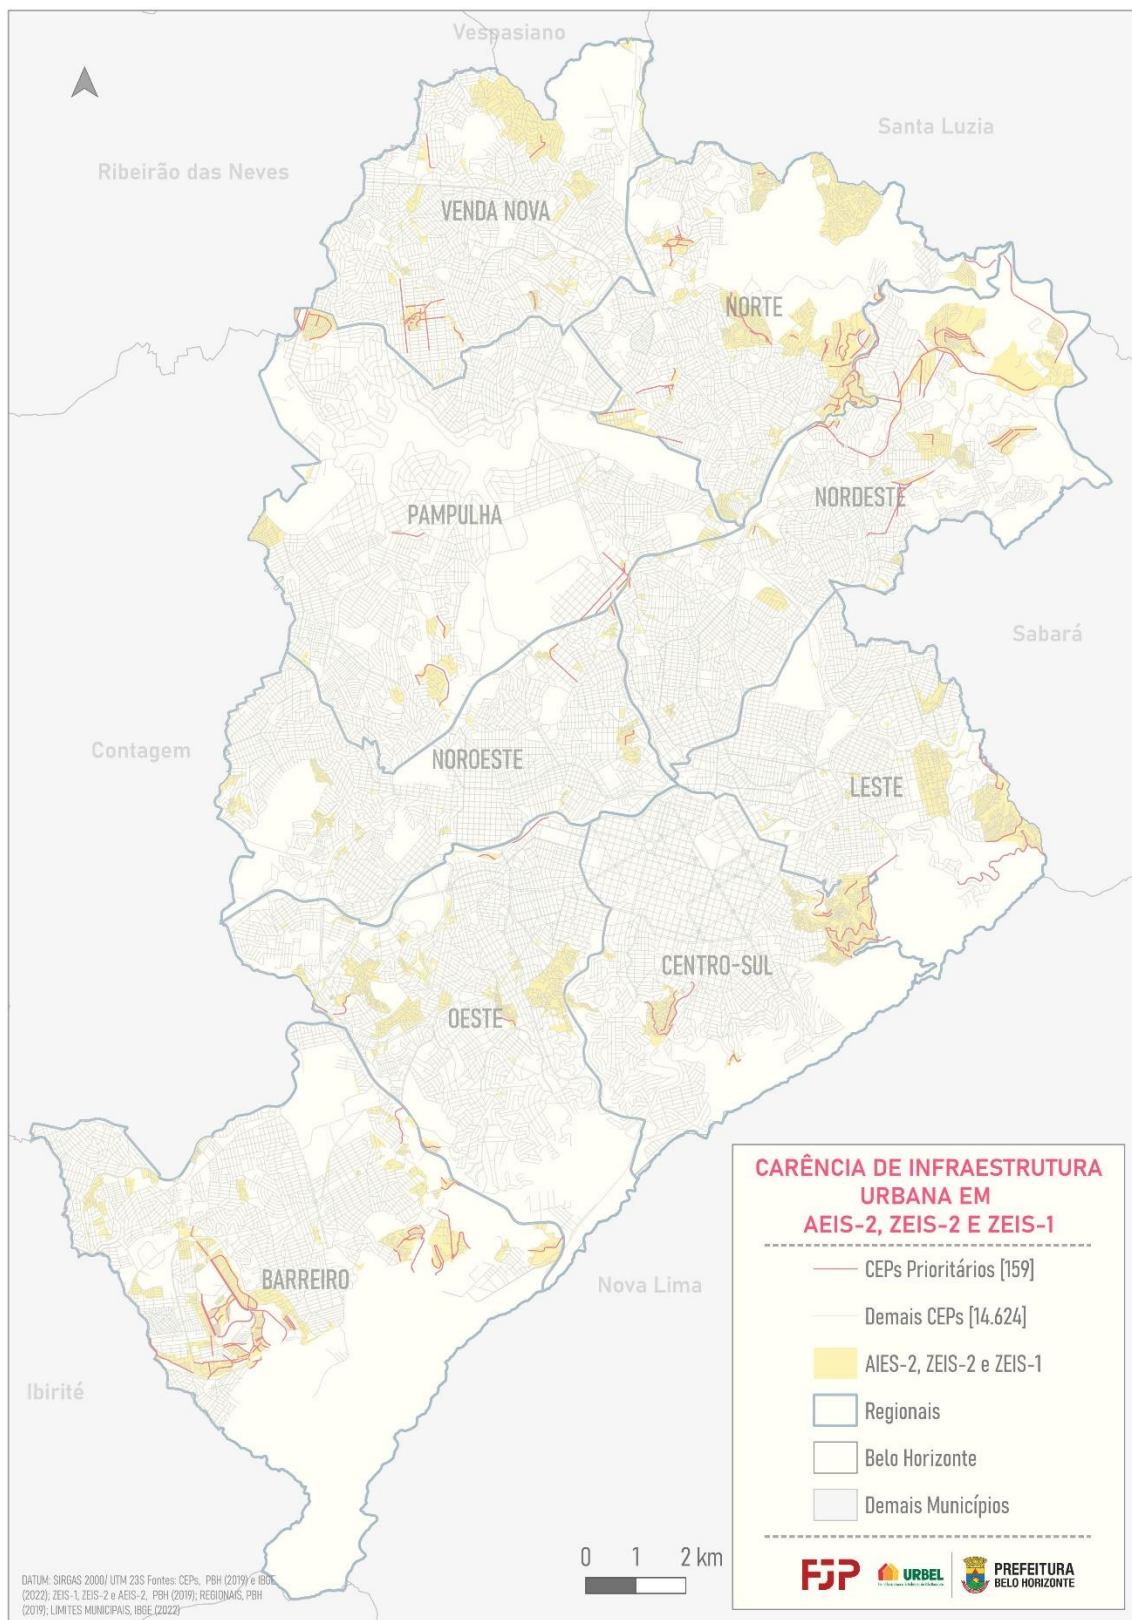 Vespasiano
Santa Luzia
Ribeirão das Neves
VENDA NOVA
NORTE
NORDESTE
PAMPULHA
Sabará
Contagem
NOROESTE
LESTE
CENTRO-SUL
OESTE
BARREIRO
Nova Lima
Ibirité
CARÊNCIA DE INFRAESTRUTURA
URBANA EM
AEIS-2, ZEIS-2 E ZEIS-1
CEPs Prioritários [159]
Demais CEPs [14.624]
AIES-2, ZEIS-2 e ZEIS-1
Regionais
Belo Horizonte
Demais Municípios
FJP
URBEL
PREFEITURA
BELO HORIZONTE
0 1 2 km
DATUM: SIRGAS 2000/ UTM 23S Fontes: CEPs, PBH (2019) e IBGE
(2022); ZEIS-1, ZEIS-2 e AEIS-2, PBH (2019); REGIONAIS, PBH
(2019); LIMITES MUNICIPAIS, IBGE (2022)